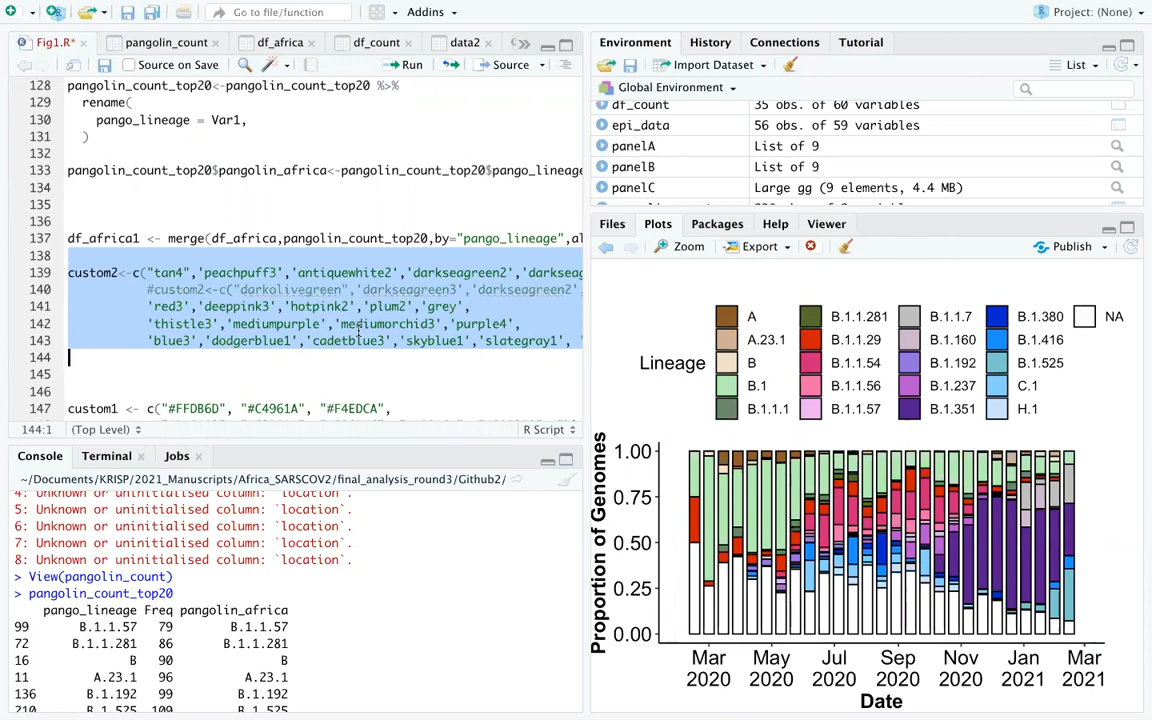 Go to file/function
Addins
Project: (None)
Fig1.R*
pangolin_count
df_africa
df_count
data2
Source on Save
Run
Source
128 pangolin_count_top20<-pangolin_count_top20 %>%
129 rename(
130 pango_lineage = Var1,
131 )
132
133 pangolin_count_top20$pangolin_africa<-pangolin_count_top20$pango_lineage
134
135
136
137 df_africa1 <- merge(df_africa,pangolin_count_top20,by="pango_lineage",al
138
139 custom2<-c("tan4",'peachpuff3','antiquewhite2','darkseagreen2','darkseag
140 #custom2<-c("darkolivegreen",'darkseagreen3','darkseagreen2'
141 'red3','deeppink3','hotpink2','plum2','grey',
142 'thistle3','mediumpurple','mediumorchid3','purple4',
143 'blue3','dodgerblue1','cadetblue3','skyblue1','slategray1', '
144
145
146
147 custom1 <- c("#FFDB6D", "#C4961A", "#F4EDCA",
144:1 (Top Level) R Script
Console Terminal Jobs
~/Documents/KRISP/2021_Manuscripts/Africa_SARSCOV2/final_analysis_round3/Github2/
4: Unknown or uninitialised column: `location`.
5: Unknown or uninitialised column: `location`.
6: Unknown or uninitialised column: `location`.
7: Unknown or uninitialised column: `location`.
8: Unknown or uninitialised column: `location`.
> View(pangolin_count)
> pangolin_count_top20
pango_lineage Freq pangolin_africa
99 B.1.1.57 79 B.1.1.57
72 B.1.1.281 86 B.1.1.281
16 B 90 B
11 A.23.1 96 A.23.1
136 B.1.192 99 B.1.192
210 B.1.525 109 B.1.525
Environment History Connections Tutorial
Import Dataset
List
Global Environment
df_count 35 obs. of 60 variables
epi_data 56 obs. of 59 variables
panelA List of 9
panelB List of 9
panelC Large gg (9 elements, 4.4 MB)
Files Plots Packages Help Viewer
Zoom Export Publish
Lineage
A B.1.1.281 B.1.1.7 B.1.380 NA
A.23.1 B.1.1.29 B.1.160 B.1.416
B B.1.1.54 B.1.192 B.1.525
B.1 B.1.1.56 B.1.237 C.1
B.1.1.1 B.1.1.57 B.1.351 H.1
Proportion of Genomes
1.00
0.75
0.50
0.25
0.00
Mar May Jul Sep Nov Jan Mar
2020 2020 2020 2020 2020 2021 2021
Date